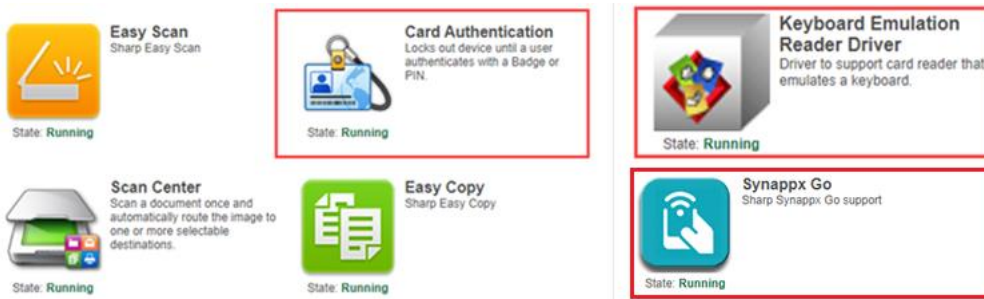 Easy Scan
Sharp Easy Scan
State: Running
Card Authentication
Locks out device until a user
authenticates with a Badge or
PIN.
State: Running
Keyboard Emulation
Reader Driver
Driver to support card reader that
emulates a keyboard.
State: Running
Scan Center
Scan a document once and
automatically route the image to
one or more selectable
destinations.
State: Running
Easy Copy
Sharp Easy Copy
State: Running
Synappx Go
Sharp Synappx Go support
State: Running